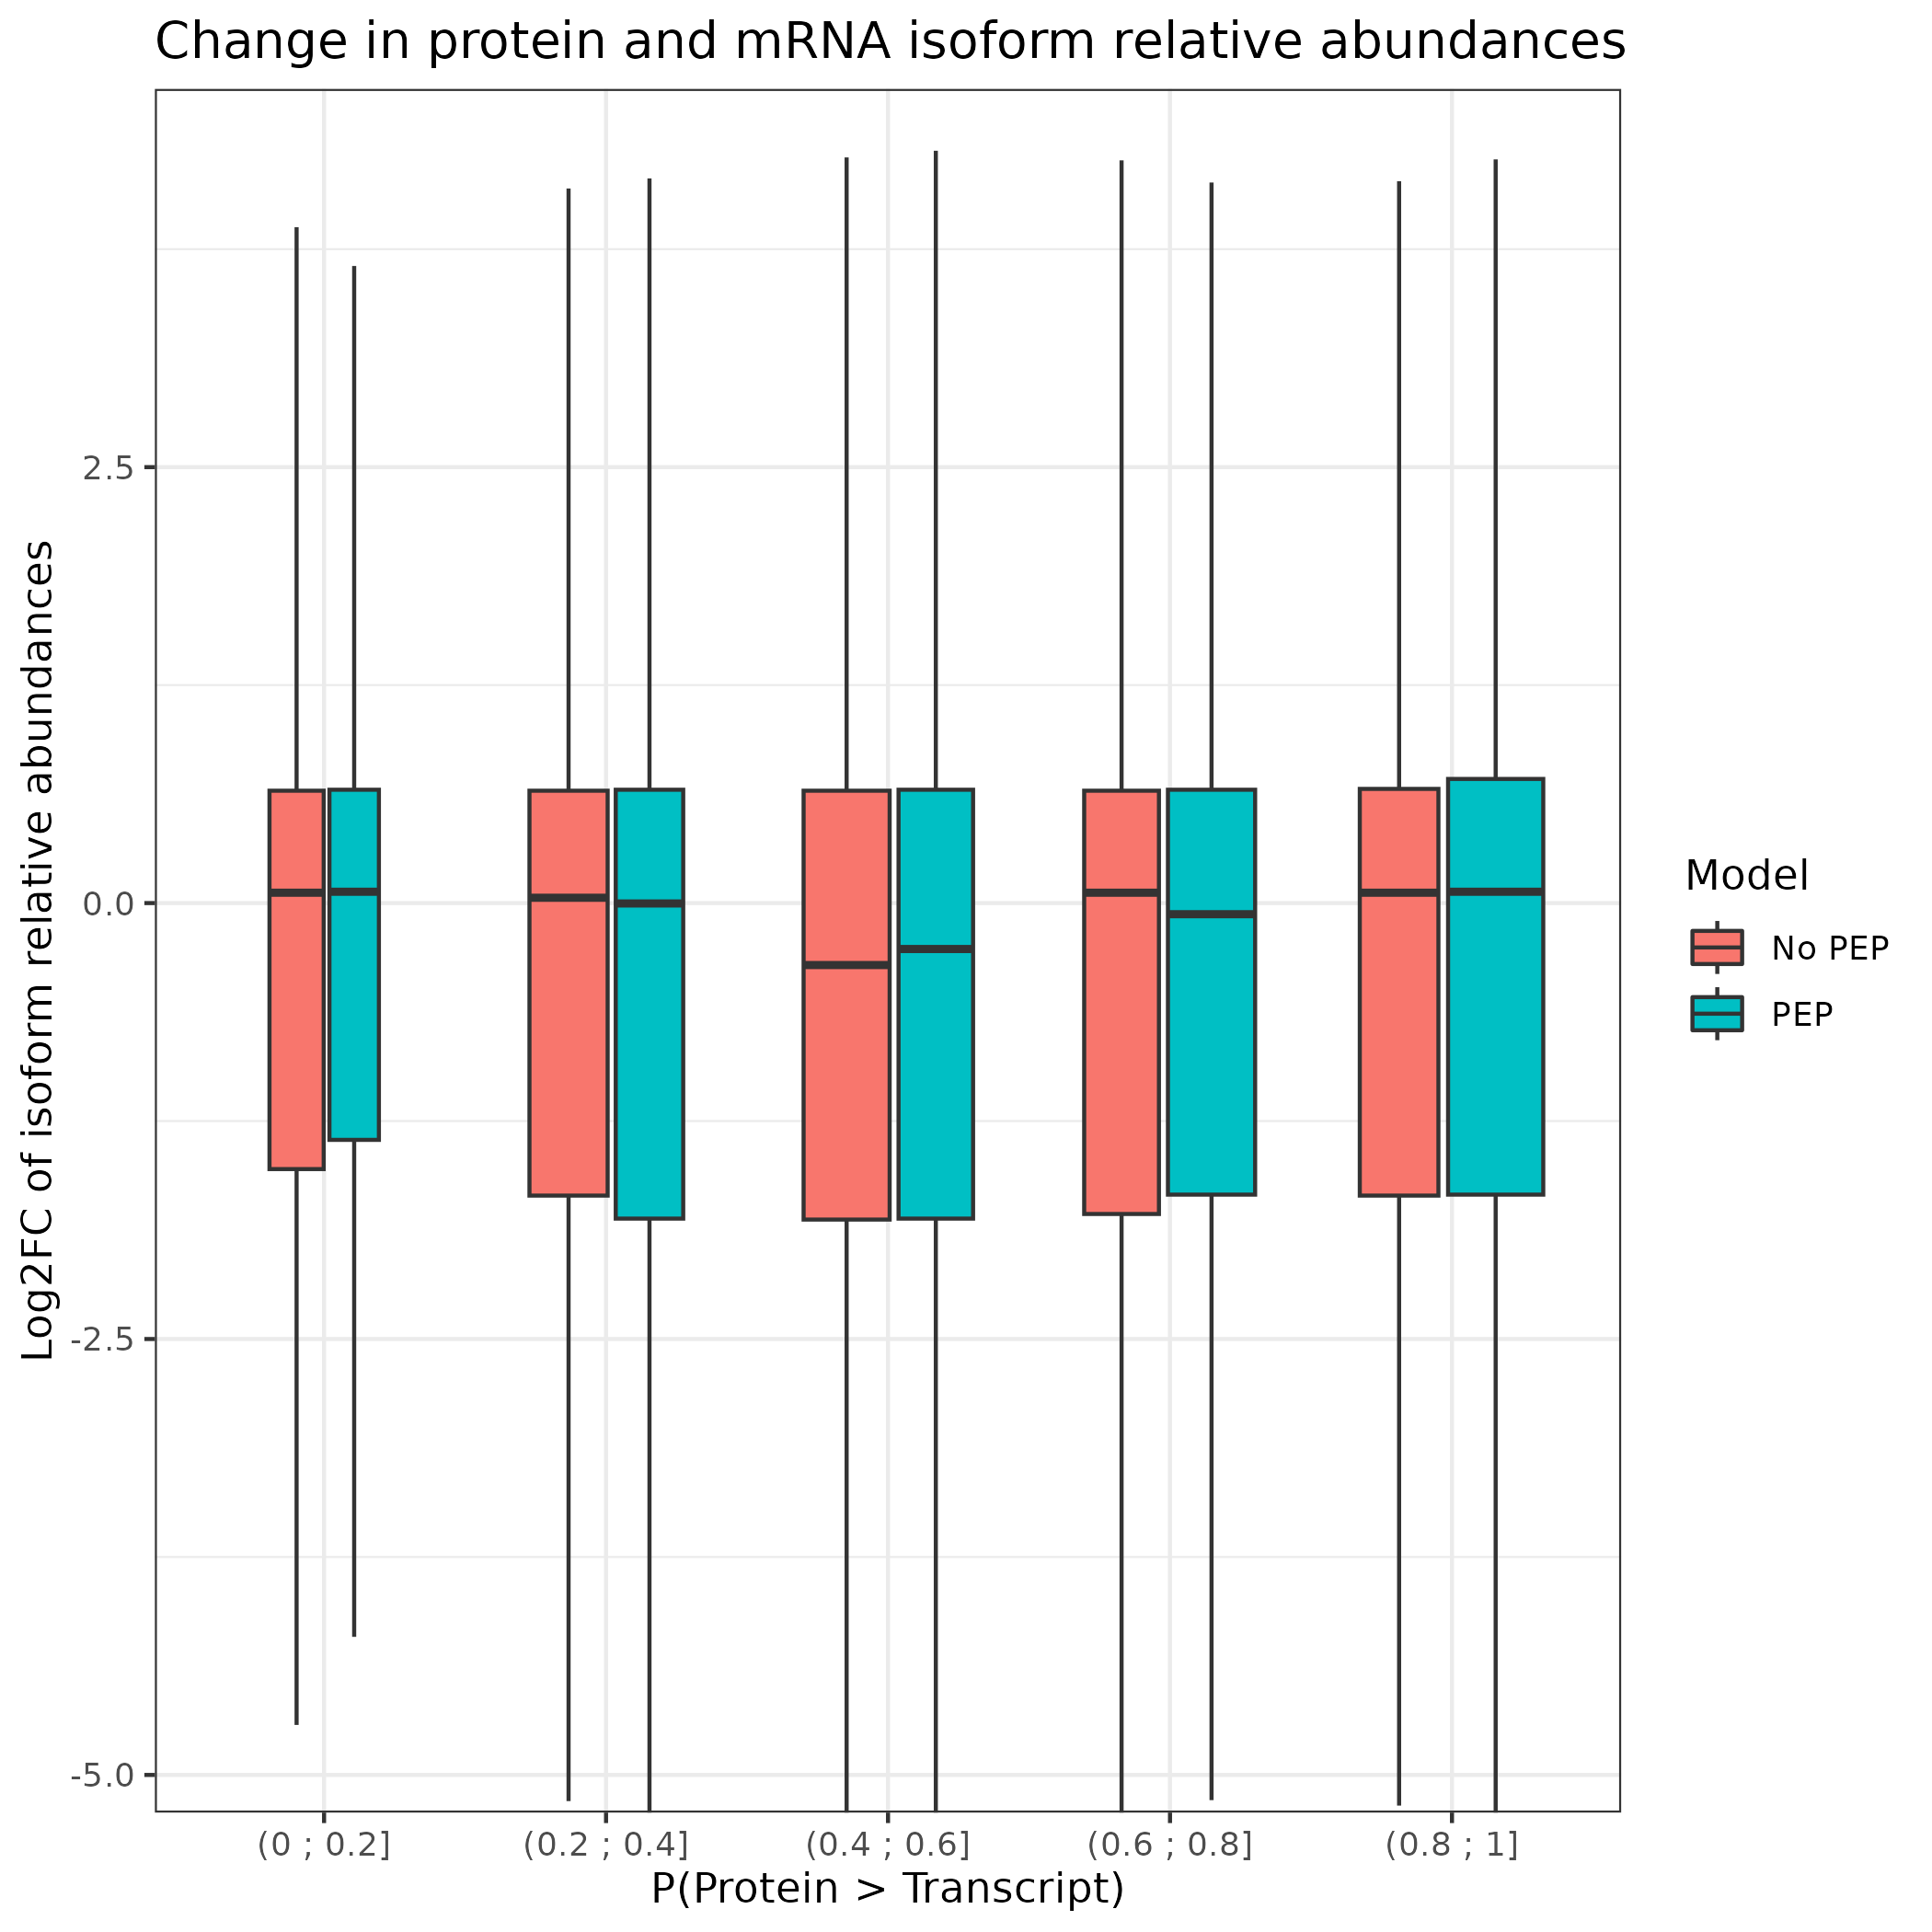 Change in protein and mRNA isoform relative abundances
Log2FC of isoform relative abundances
2.5
0.0
-2.5
-5.0
(0 ; 0.2]
(0.2 ; 0.4]
(0.4 ; 0.6]
(0.6 ; 0.8]
(0.8 ; 1]
P(Protein > Transcript)
Model
No PEP
PEP